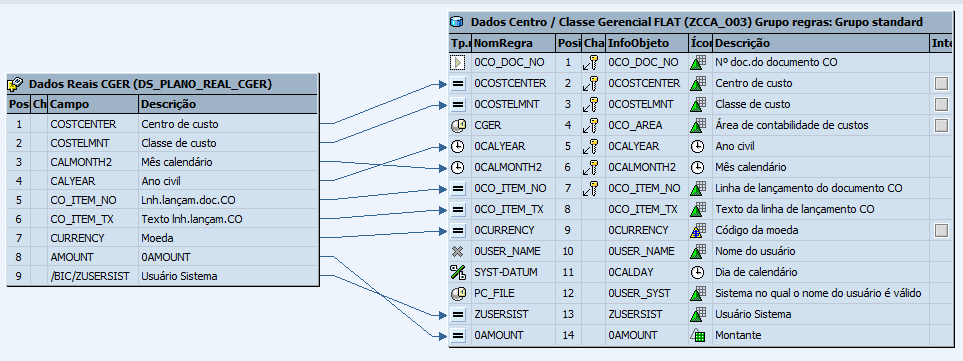 Dados Centro / Classe Gerencial FLAT (ZCCA_O03) Grupo regras: Grupo standard
Tp.r NomRegra Posi Cha InfoObjeto Ícor Descrição Inte
0CO_DOC_NO 1 0CO_DOC_NO Nº doc.do documento CO
0COSTCENTER 2 0COSTCENTER Centro de custo
0COSTELMNT 3 0COSTELMNT Classe de custo
CGER 4 0CO_AREA Área de contabilidade de custos
0CALYEAR 5 0CALYEAR Ano civil
0CALMONTH2 6 0CALMONTH2 Mês calendário
0CO_ITEM_NO 7 0CO_ITEM_NO Linha de lançamento do documento CO
0CO_ITEM_TX 8 0CO_ITEM_TX Texto da linha de lançamento CO
0CURRENCY 9 0CURRENCY Código da moeda
0USER_NAME 10 0USER_NAME Nome do usuário
SYST-DATUM 11 0CALDAY Dia de calendário
PC_FILE 12 0USER_SYST Sistema no qual o nome do usuário é válido
ZUSERSIST 13 ZUSERSIST Usuário Sistema
0AMOUNT 14 0AMOUNT Montante
Dados Reais CGER (DS_PLANO_REAL_CGER)
Pos Ch Campo Descrição
1 COSTCENTER Centro de custo
2 COSTELMNT Classe de custo
3 CALMONTH2 Mês calendário
4 CALYEAR Ano civil
5 CO_ITEM_NO Lnh.lançam.doc.CO
6 CO_ITEM_TX Texto lnh.lançam.CO
7 CURRENCY Moeda
8 AMOUNT 0AMOUNT
9 /BIC/ZUSERSIST Usuário Sistema